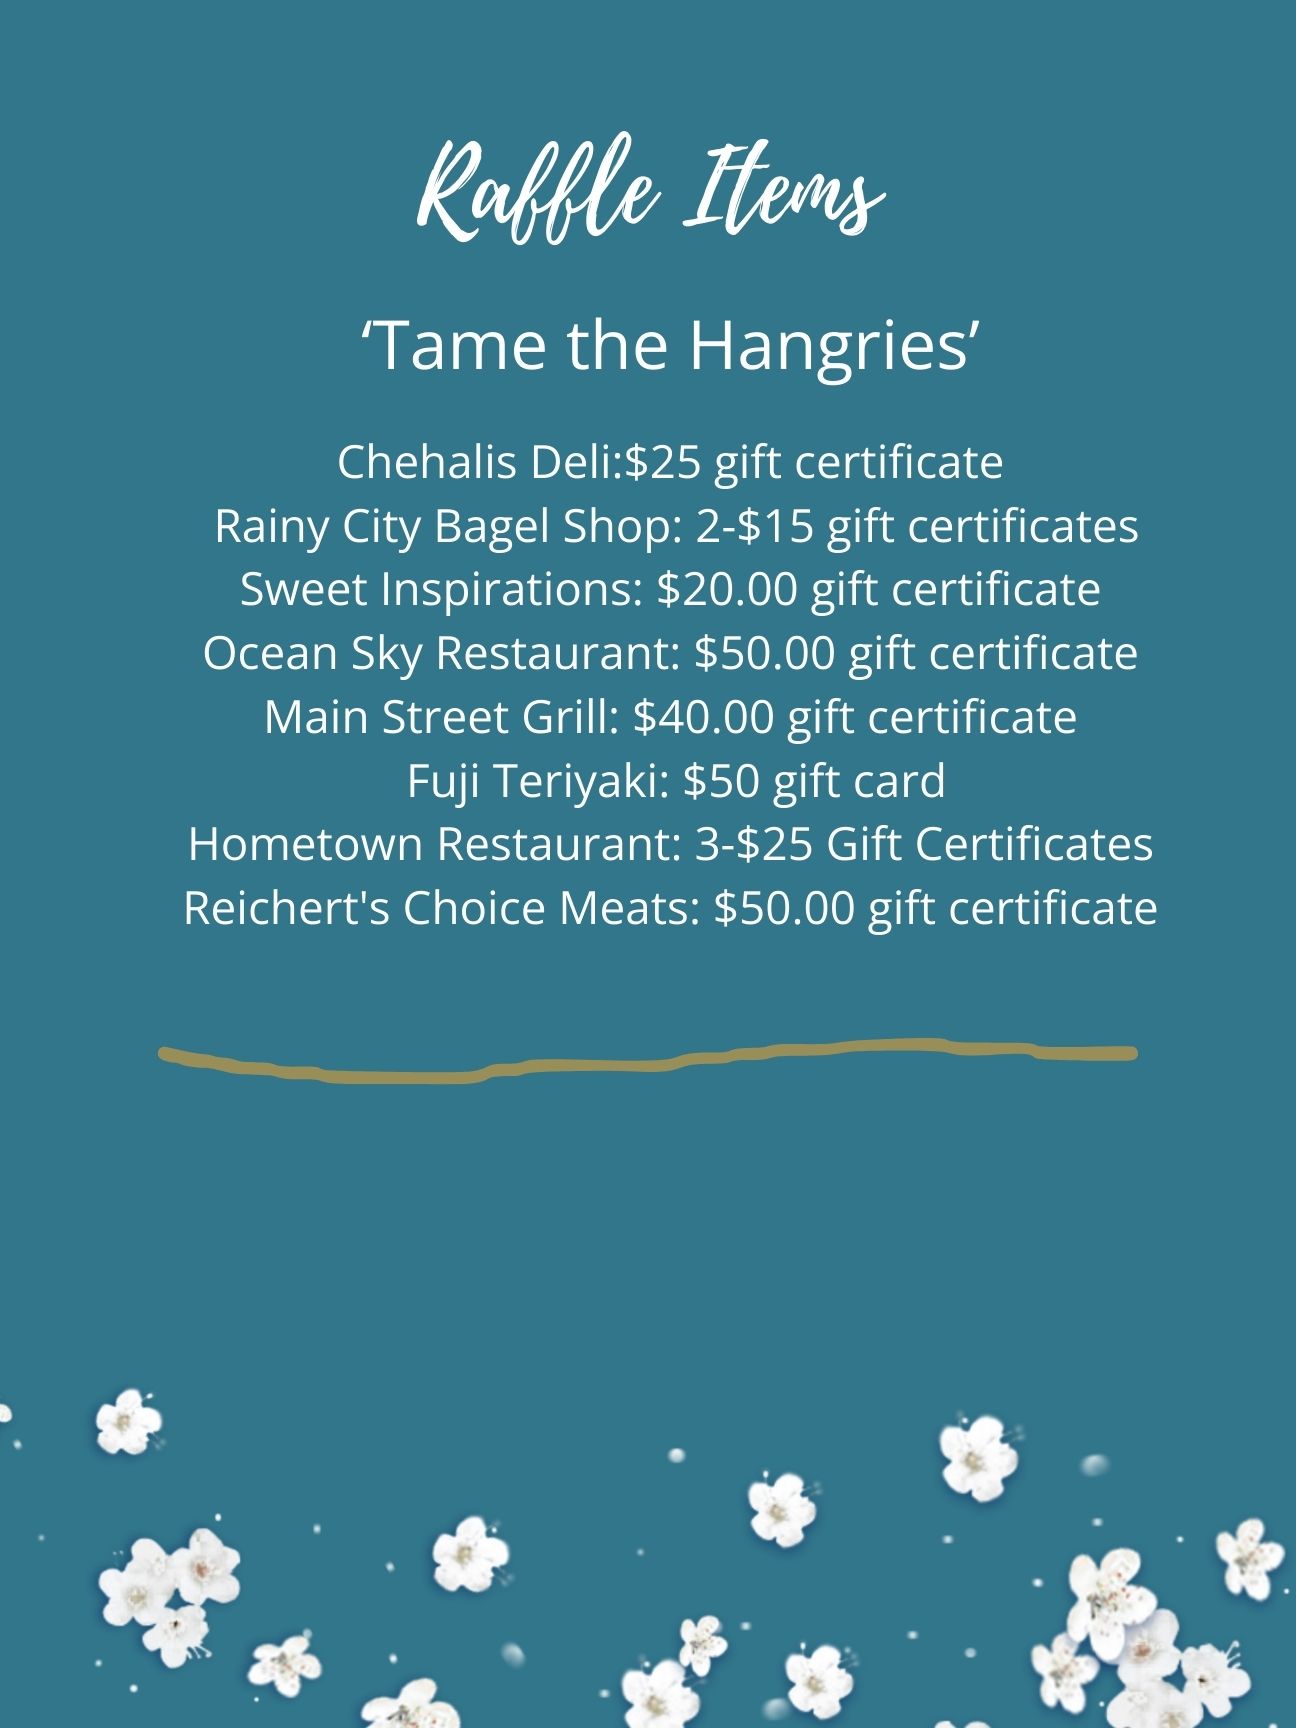 Raffle Items
‘Tame the Hangries’
Chehalis Deli:$25 gift certificate
Rainy City Bagel Shop: 2-$15 gift certificates
Sweet Inspirations: $20.00 gift certificate
Ocean Sky Restaurant: $50.00 gift certificate
Main Street Grill: $40.00 gift certificate
Fuji Teriyaki: $50 gift card
Hometown Restaurant: 3-$25 Gift Certificates
Reichert's Choice Meats: $50.00 gift certificate